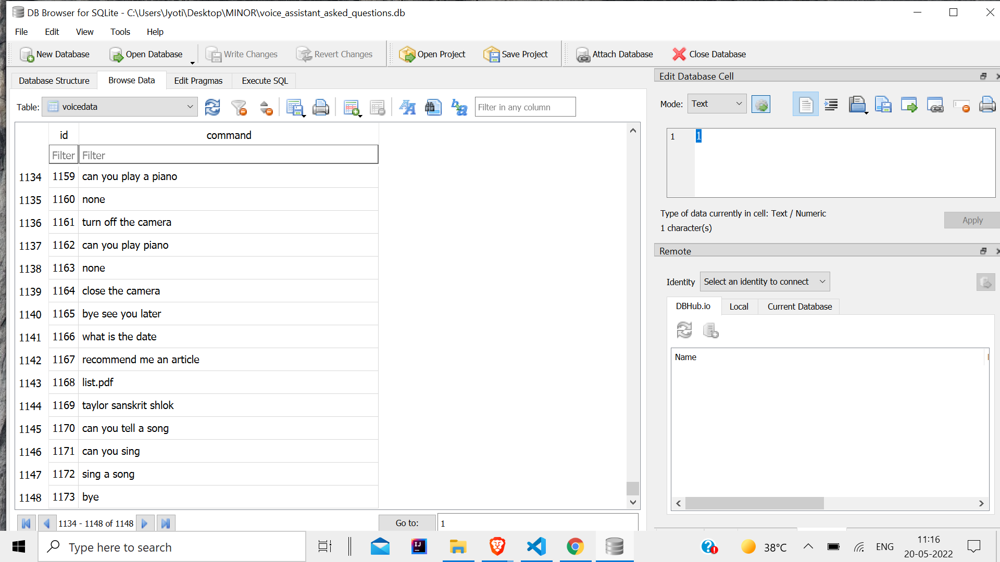 DB Browser for SQLite - C:\Users\Jyoti\Desktop\MINOR\voice_assistant_asked_questions.db
File Edit View Tools Help
New Database Open Database Write Changes Revert Changes Open Project Save Project Attach Database Close Database
Database Structure Browse Data Edit Pragmas Execute SQL
Table: voicedata Filter in any column
id command
Filter Filter
1134 1159 can you play a piano
1135 1160 none
1136 1161 turn off the camera
1137 1162 can you play piano
1138 1163 none
1139 1164 close the camera
1140 1165 bye see you later
1141 1166 what is the date
1142 1167 recommend me an article
1143 1168 list.pdf
1144 1169 taylor sanskrit shlok
1145 1170 can you tell a song
1146 1171 can you sing
1147 1172 sing a song
1148 1173 bye
1134 - 1148 of 1148 Go to: 1
Edit Database Cell
Mode: Text
1 1
Type of data currently in cell: Text / Numeric
1 character(s)
Apply
Remote
Identity Select an identity to connect
DBHub.io Local Current Database
Name
Type here to search
IJ
38°C ENG
11:16
20-05-2022